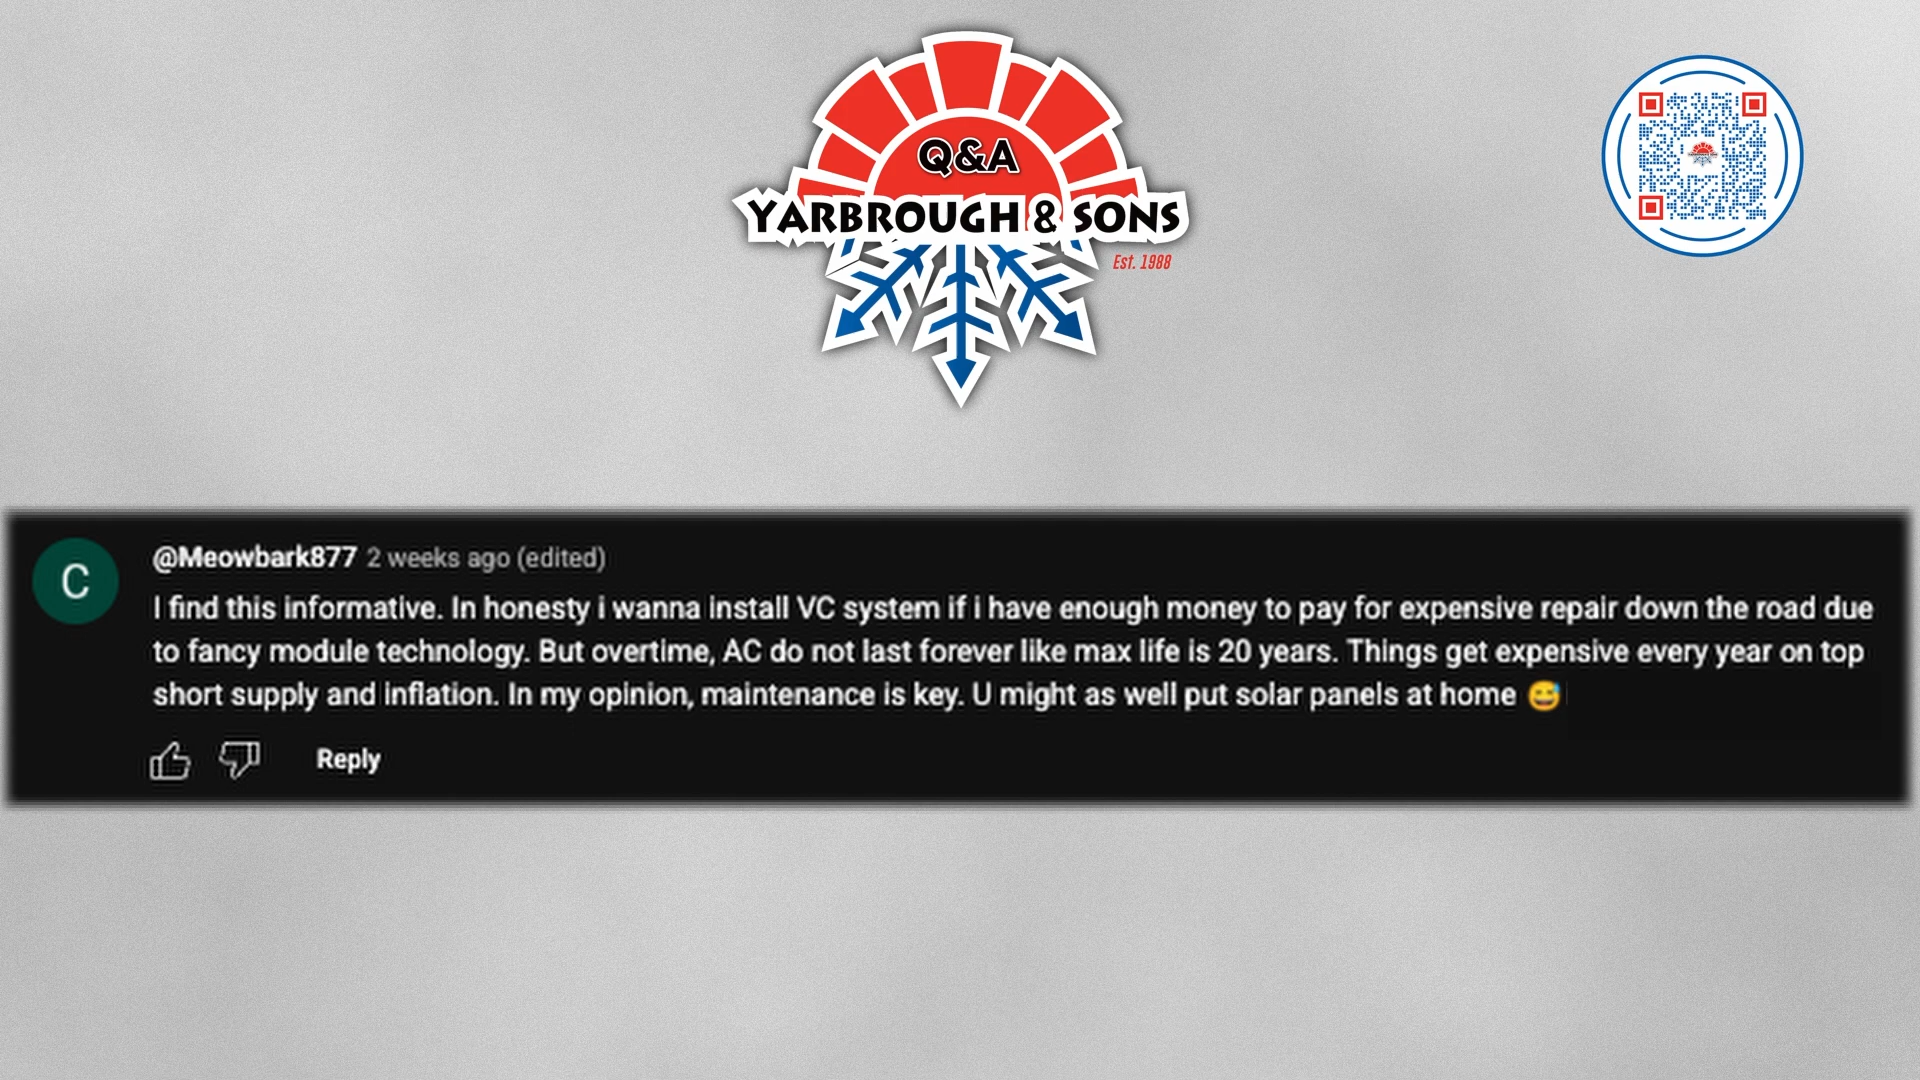 Q&A
YARBROUGH & SONS
Est. 1988
C
@Meowbark877 2 weeks ago (edited)
I find this informative. In honesty i wanna install VC system if i have enough money to pay for expensive repair down the road due
to fancy module technology. But overtime, AC do not last forever like max life is 20 years. Things get expensive every year on top
short supply and inflation. In my opinion, maintenance is key. U might as well put solar panels at home 😅
Reply